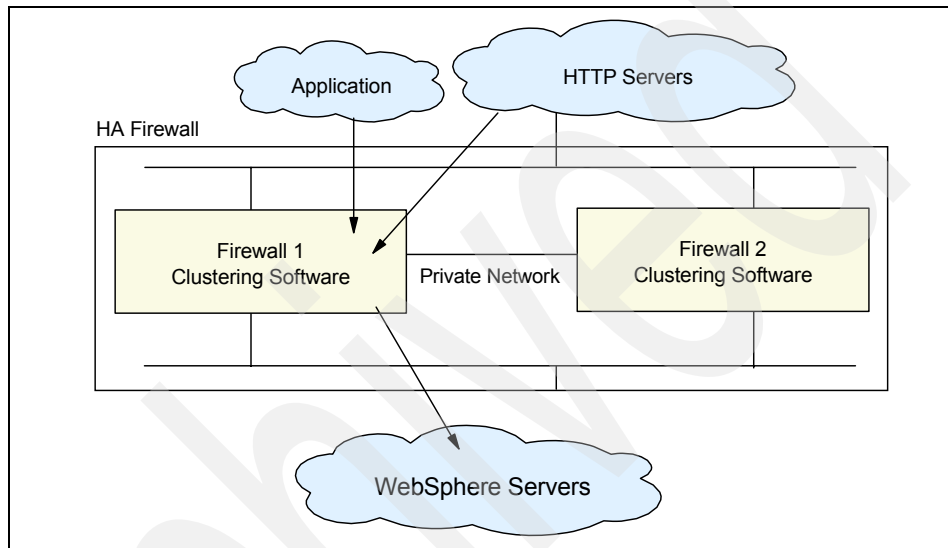 Application
HTTP Servers
HA Firewall
Firewall 1
Clustering Software
Private Network
Firewall 2
Clustering Software
WebSphere Servers